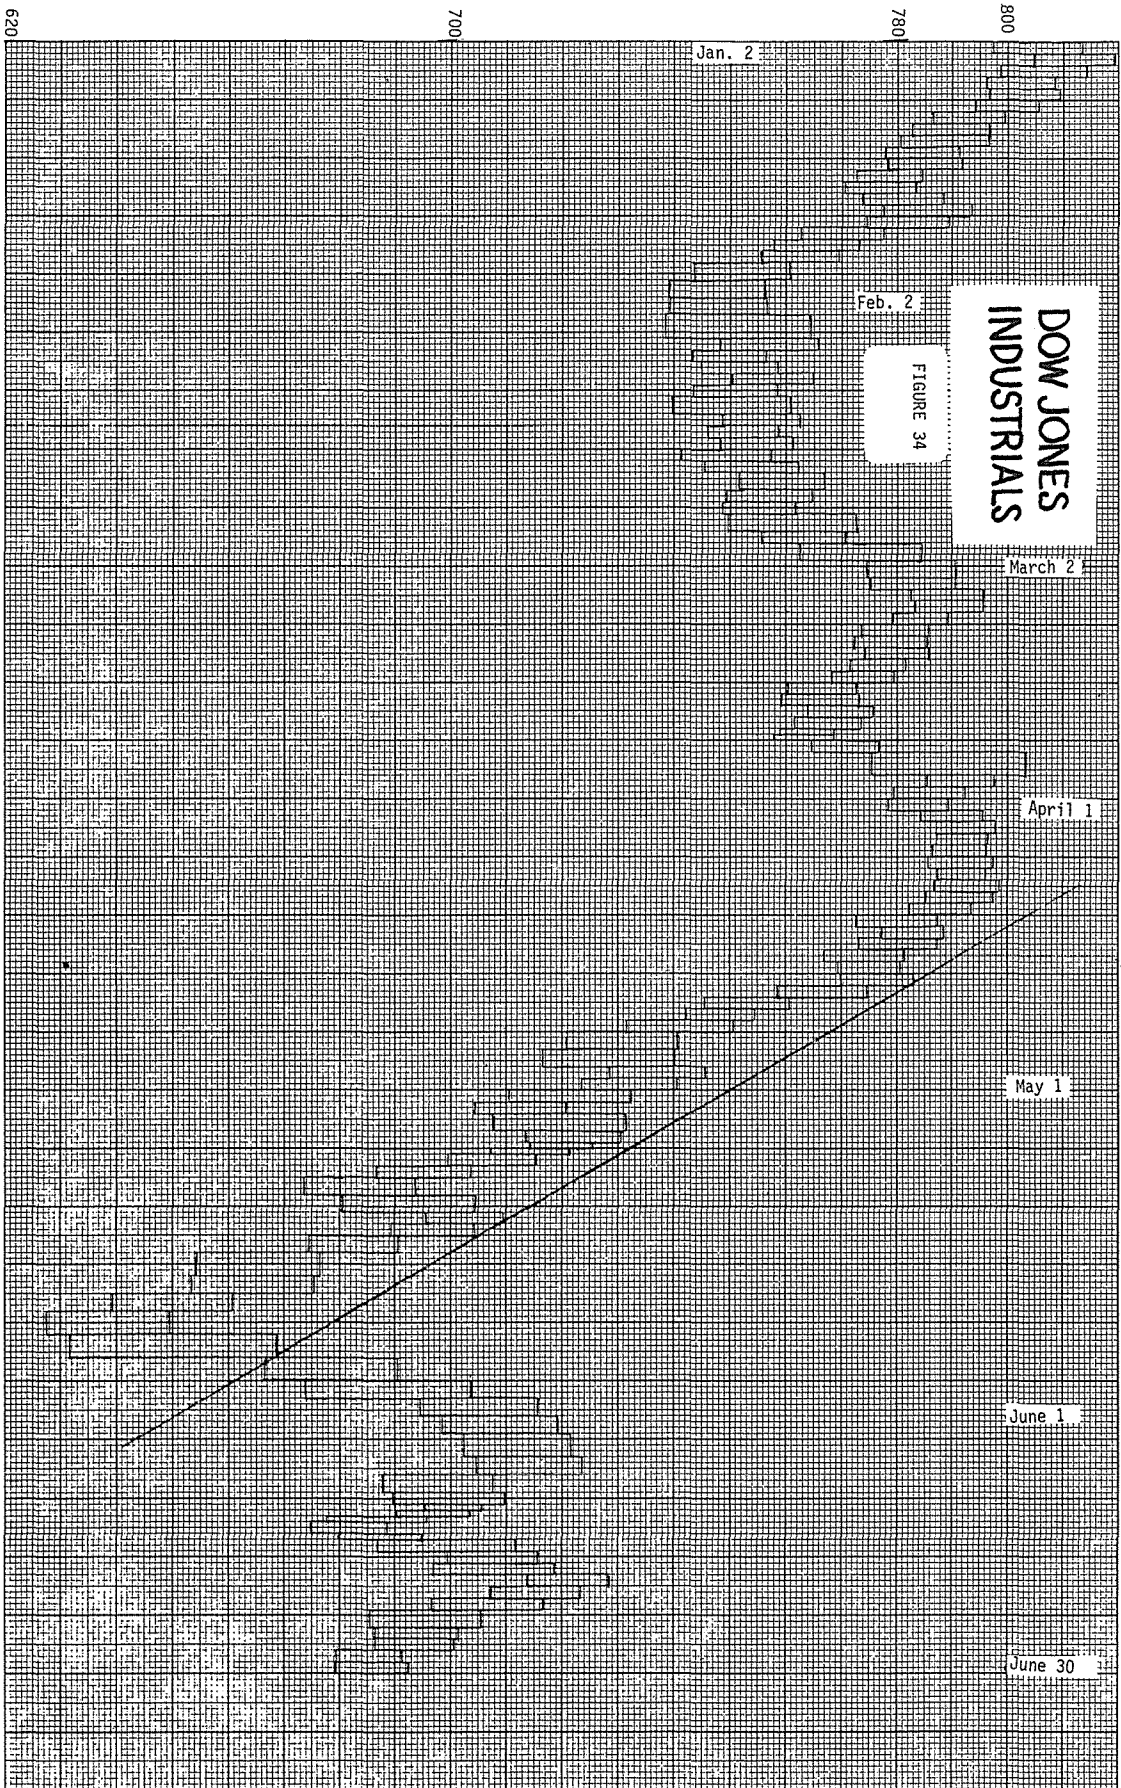 620
700
780
800
Jan. 2
Feb. 2
DOW JONES
INDUSTRIALS
FIGURE 34
March 2
April 1
May 1
June 1
June 30